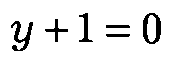 y + 1 = 0